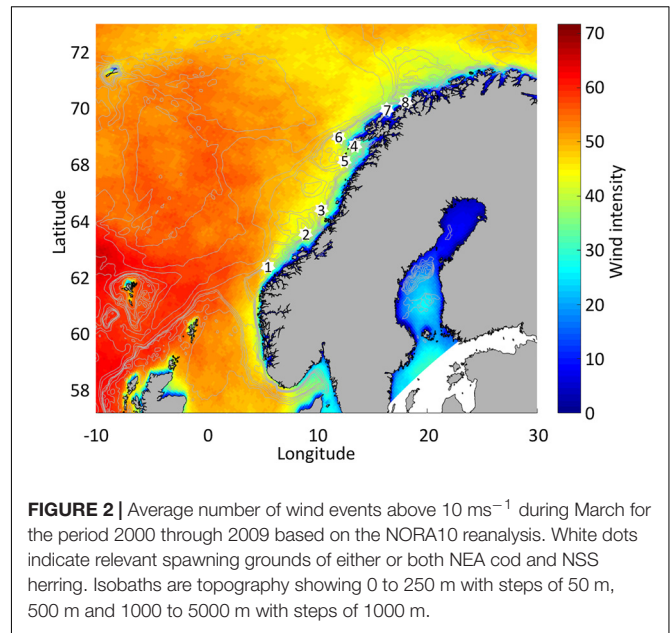 72
70
68
66
64
62
60
58
Latitude
-10 0 10 20 30
Longitude
1
2
3
4
5
6
7
8
70
60
50
40
30
20
10
0
Wind intensity
FIGURE 2 | Average number of wind events above 10 ms−1 during March for
the period 2000 through 2009 based on the NORA10 reanalysis. White dots
indicate relevant spawning grounds of either or both NEA cod and NSS
herring. Isobaths are topography showing 0 to 250 m with steps of 50 m,
500 m and 1000 to 5000 m with steps of 1000 m.